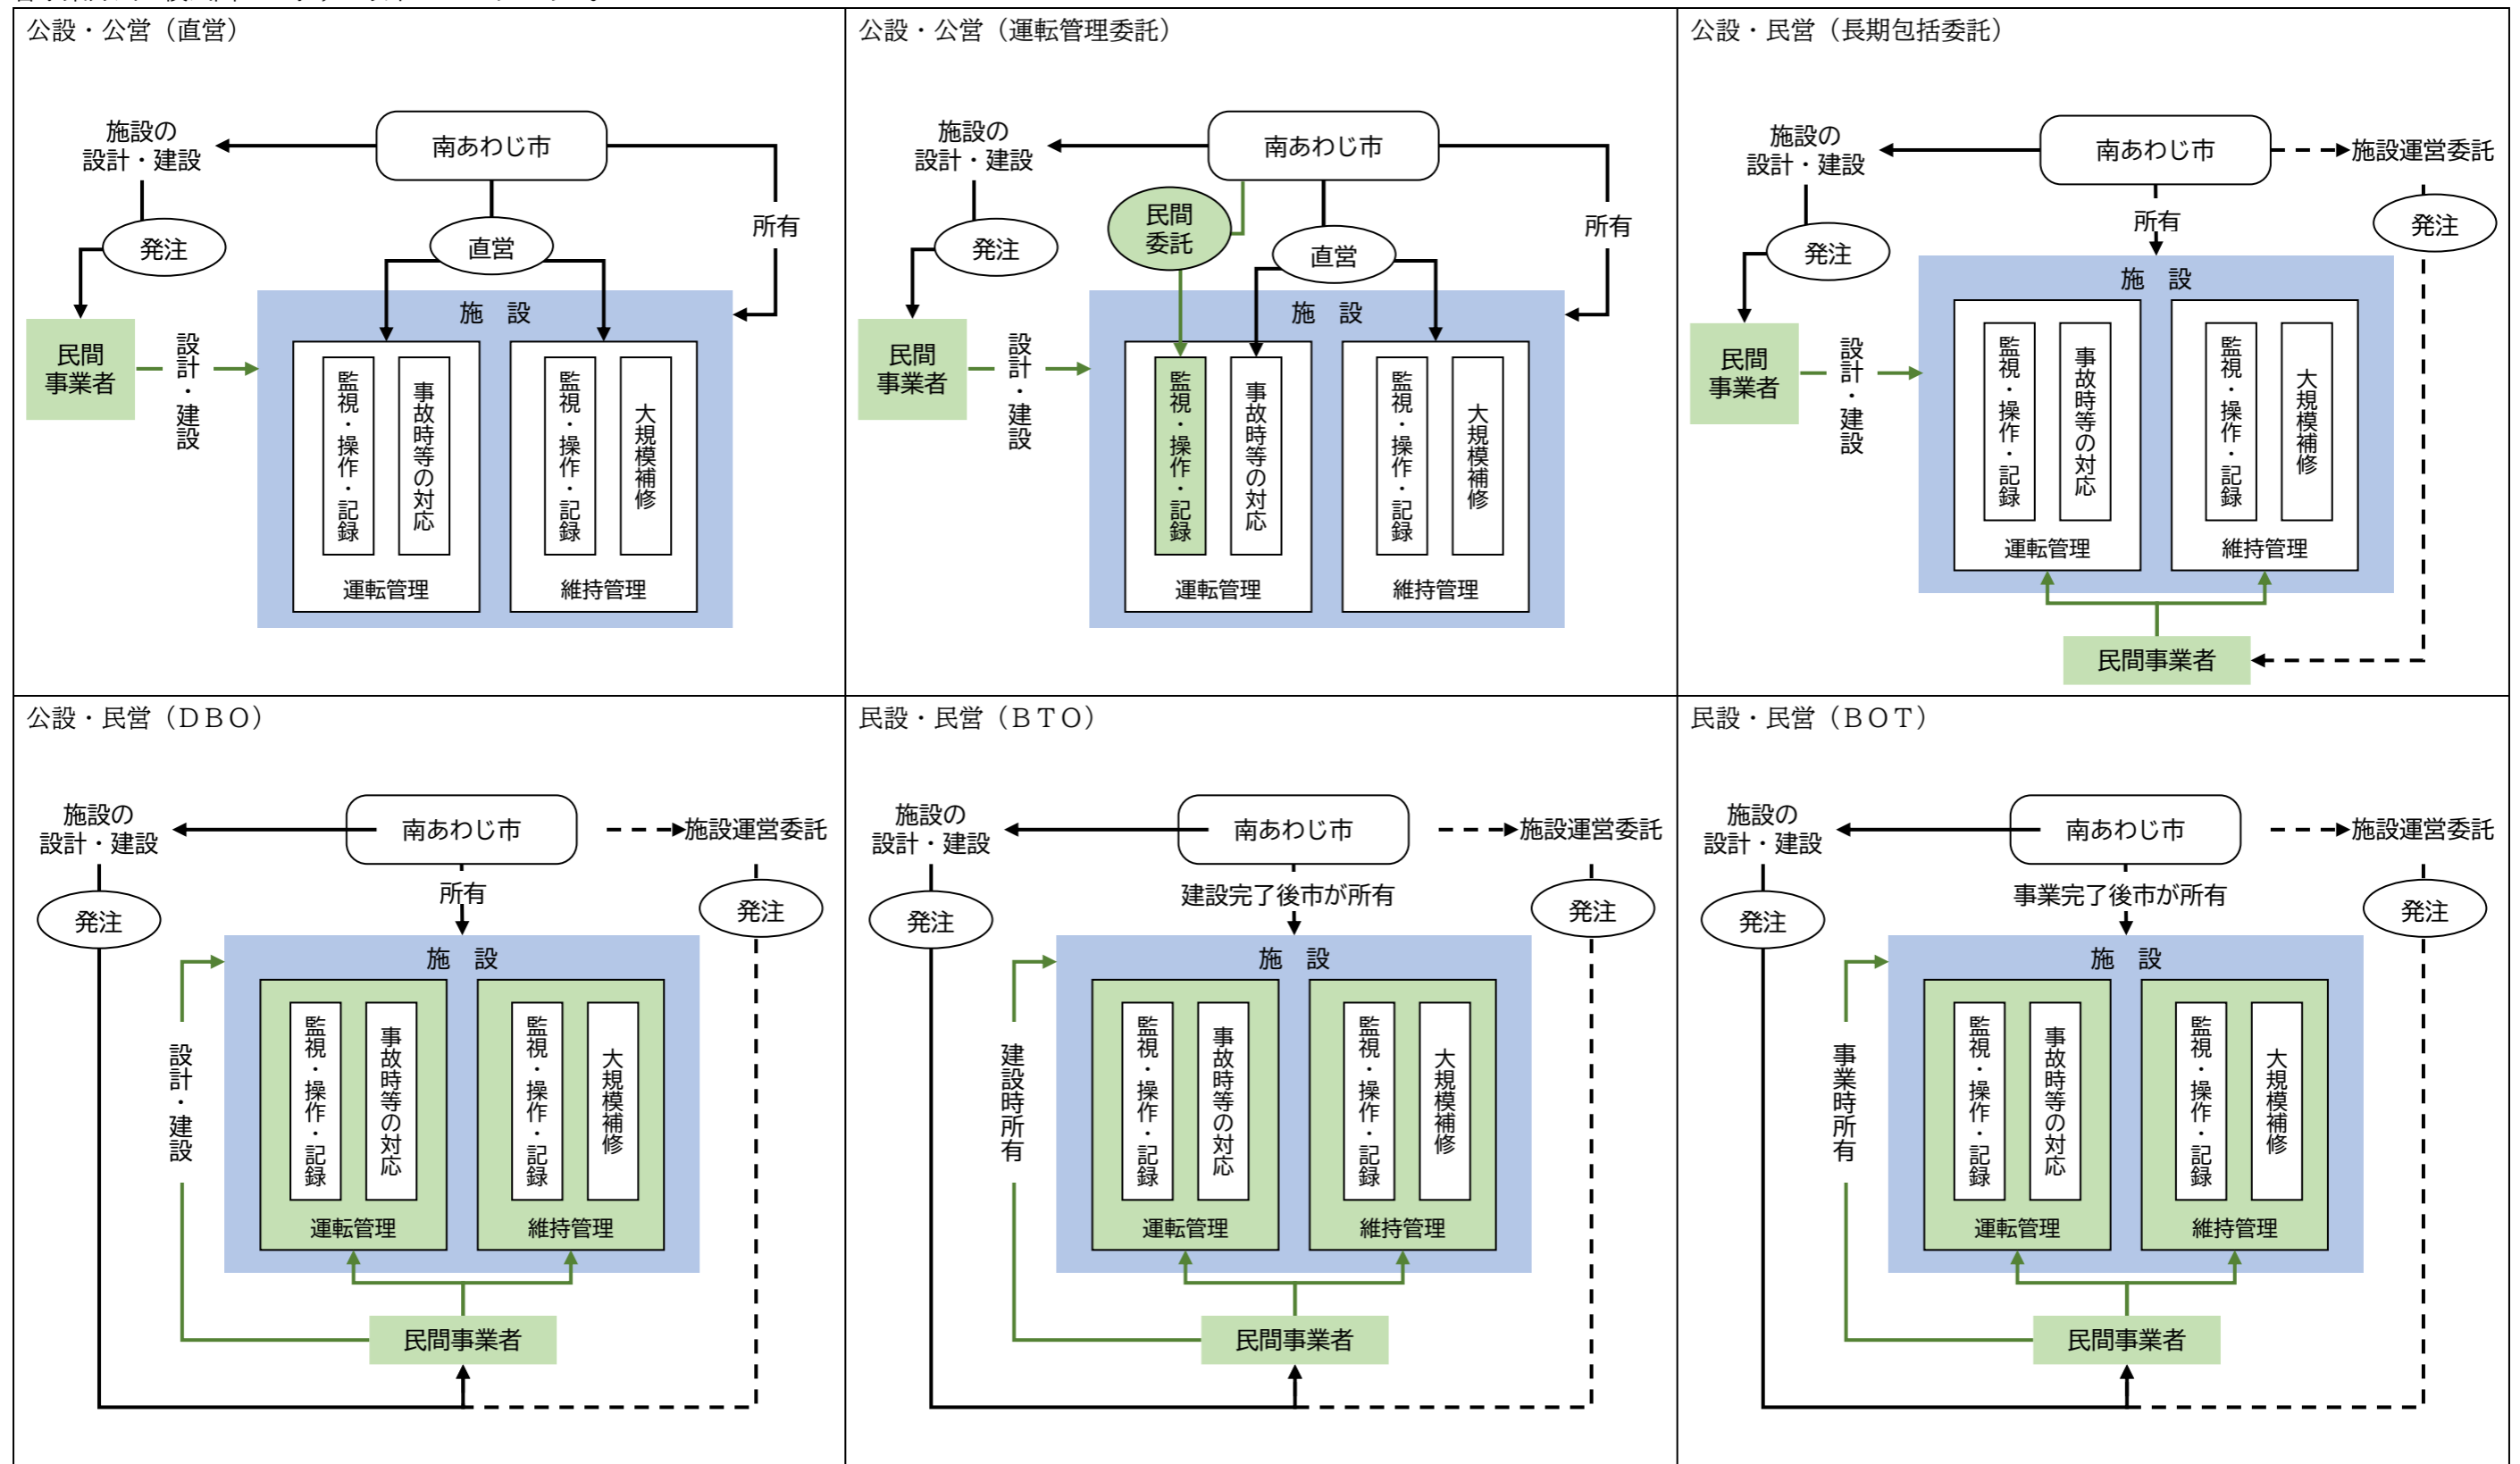 公設・公営（直営）
施設の
設計・建設
南あわじ市
発注
直営
所有
民間
事業者
設計・建設
施　設
監視・操作・記録
事故時等の対応
運転管理
監視・操作・記録
大規模補修
維持管理
公設・公営（運転管理委託）
施設の
設計・建設
南あわじ市
発注
民間
委託
直営
所有
民間
事業者
設計・建設
施　設
監視・操作・記録
事故時等の対応
運転管理
監視・操作・記録
大規模補修
維持管理
公設・民営（長期包括委託）
施設の
設計・建設
南あわじ市
施設運営委託
発注
所有
発注
民間
事業者
設計・建設
施　設
監視・操作・記録
事故時等の対応
運転管理
監視・操作・記録
大規模補修
維持管理
民間事業者
公設・民営（ＤＢＯ）
施設の
設計・建設
南あわじ市
施設運営委託
発注
所有
発注
設計・建設
施　設
監視・操作・記録
事故時等の対応
運転管理
監視・操作・記録
大規模補修
維持管理
民間事業者
民設・民営（ＢＴＯ）
施設の
設計・建設
南あわじ市
施設運営委託
発注
建設完了後市が所有
発注
建設時所有
施　設
監視・操作・記録
事故時等の対応
運転管理
監視・操作・記録
大規模補修
維持管理
民間事業者
民設・民営（ＢＯＴ）
施設の
設計・建設
南あわじ市
施設運営委託
発注
事業完了後市が所有
発注
事業時所有
施　設
監視・操作・記録
事故時等の対応
運転管理
監視・操作・記録
大規模補修
維持管理
民間事業者